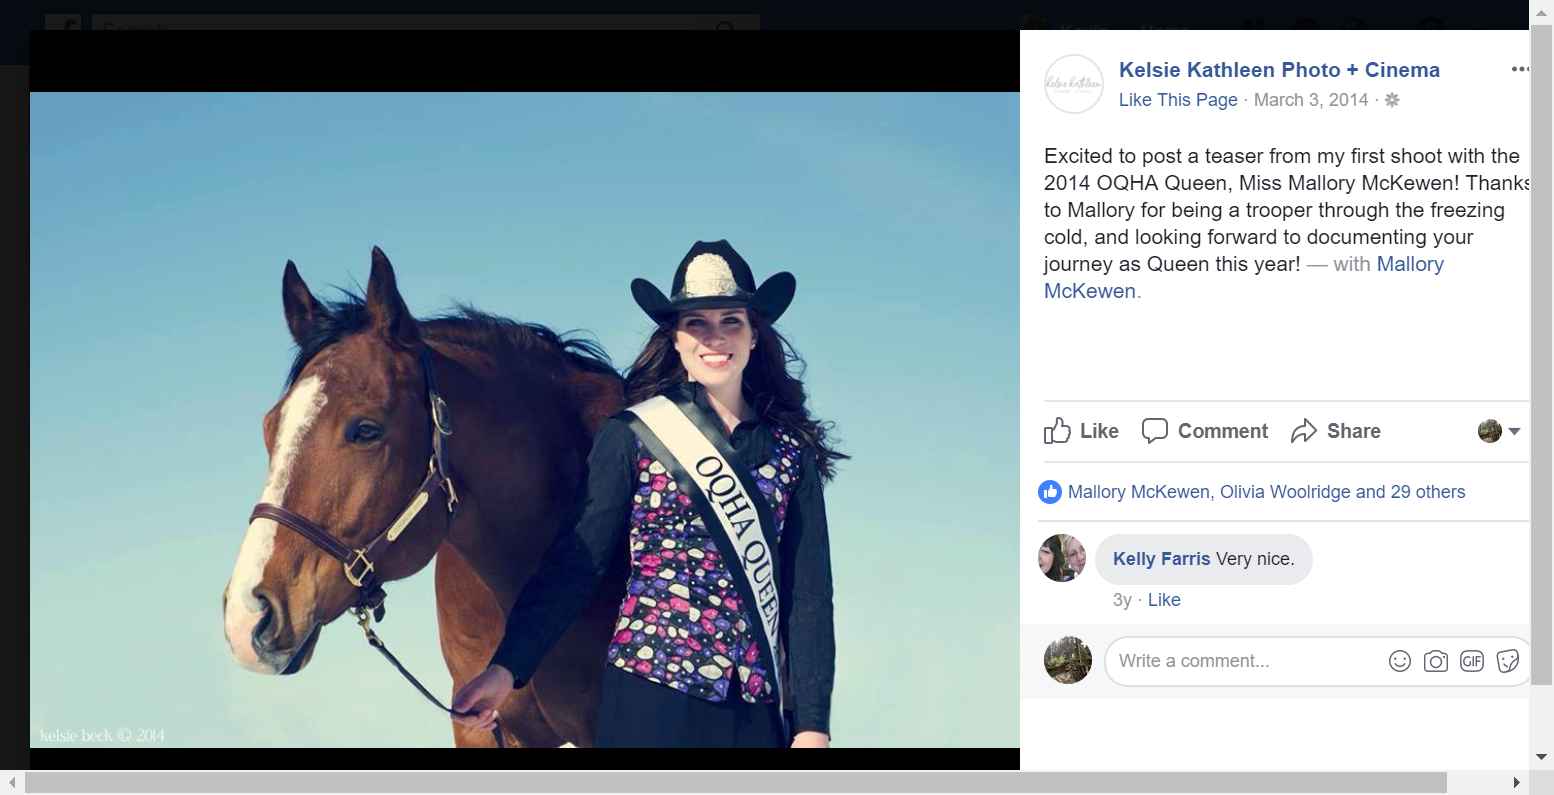 Search
Home
Kelsie Kathleen Photo + Cinema
Like This Page · March 3, 2014 ·
Excited to post a teaser from my first shoot with the
2014 OQHA Queen, Miss Mallory McKewen! Thanks
to Mallory for being a trooper through the freezing
cold, and looking forward to documenting your
journey as Queen this year! — with Mallory
McKewen.
OQHA QUEEN
kelsie beck © 2014
Like Comment Share
Mallory McKewen, Olivia Woolridge and 29 others
Kelly Farris Very nice.
3y · Like
Write a comment...
GIF